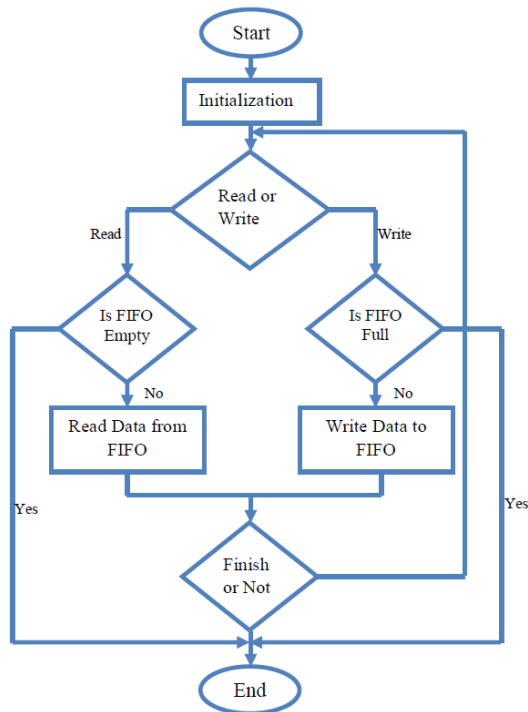 Start
Initialization
Read or
Write
Read
Write
Is FIFO
Empty
Is FIFO
Full
No
No
Read Data from
FIFO
Write Data to
FIFO
Yes
Yes
Finish
or Not
End